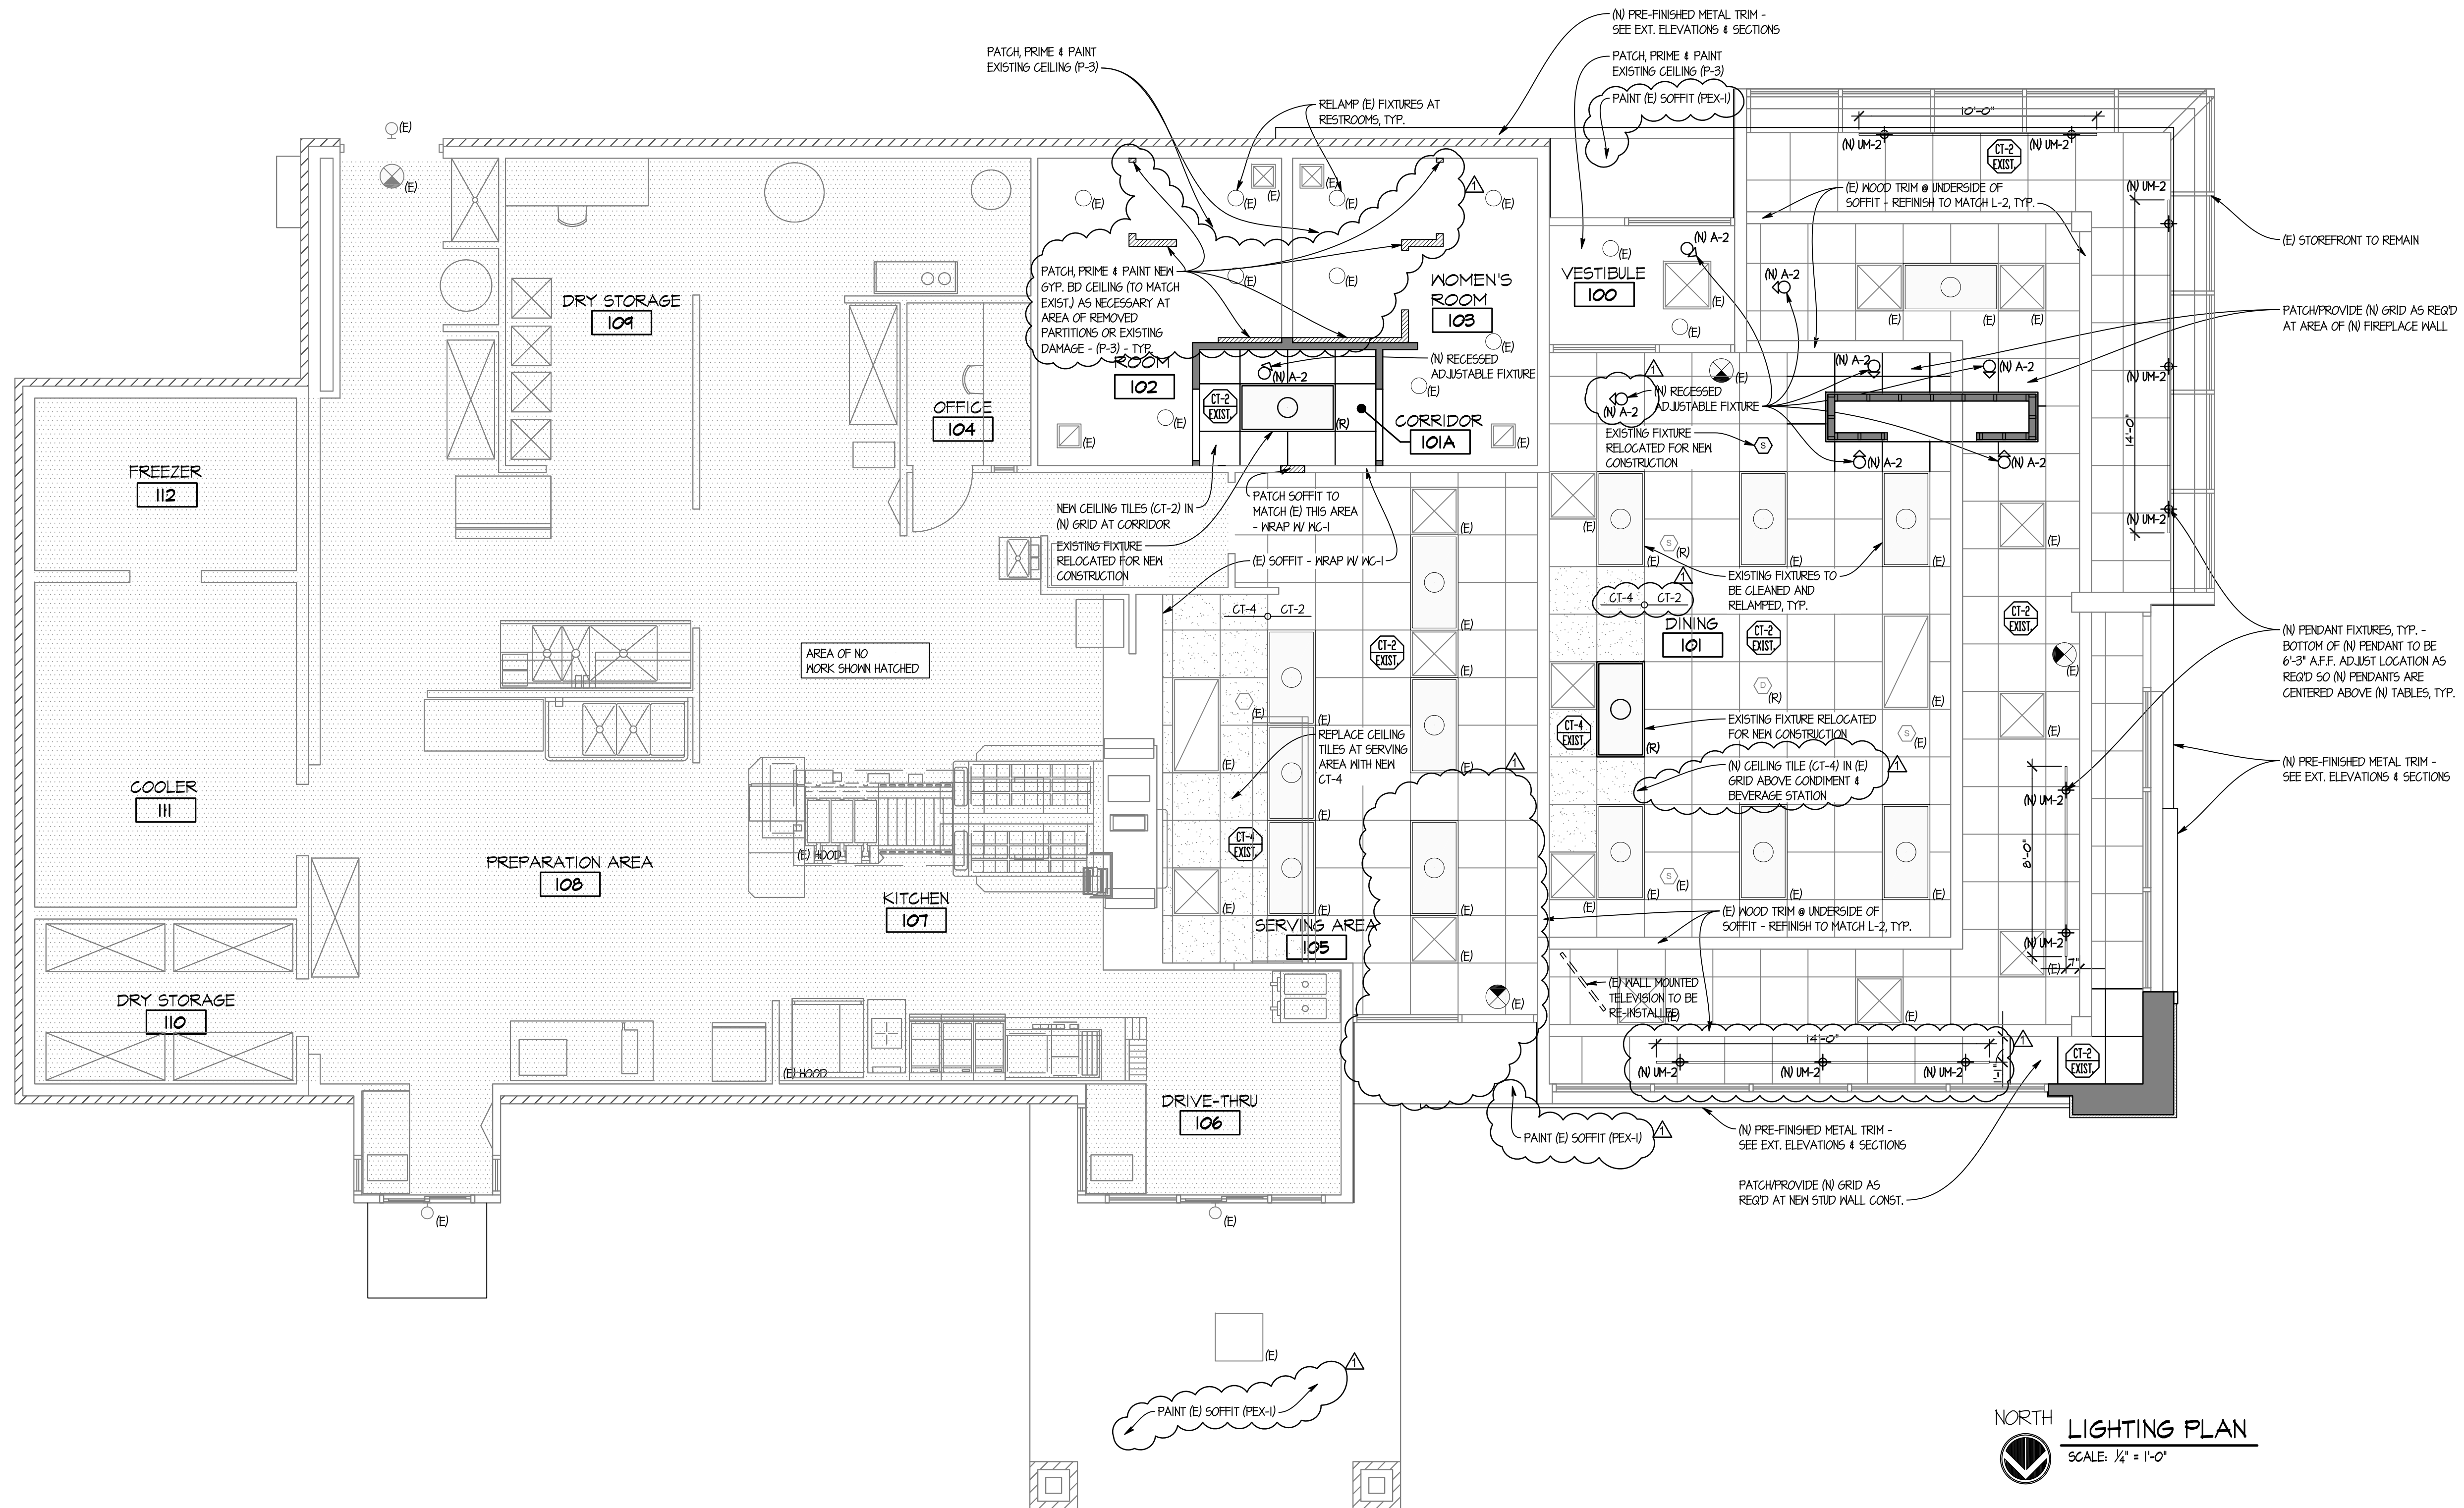 (N) PRE-FINISHED METAL TRIM -
SEE EXT. ELEVATIONS & SECTIONS
PATCH, PRIME & PAINT
EXISTING CEILING (P-3)
PATCH, PRIME & PAINT
EXISTING CEILING (P-3)
PAINT (E) SOFFIT (PEX-1)
RELAMP (E) FIXTURES AT
RESTROOMS, TYP.
10'-0"
(N) UM-2
(N) UM-2
CT-2
EXIST.
(E)
(E)
(E)
(E)
(E)
(E)
(E)
(E)
(E)
1
(N) UM-2
(E) WOOD TRIM @ UNDERSIDE OF
SOFFIT - REFINISH TO MATCH L-2, TYP.
(E) STOREFRONT TO REMAIN
PATCH, PRIME & PAINT NEW
GYP. BD CEILING (TO MATCH
EXIST.) AS NECESSARY AT
AREA OF REMOVED
PARTITIONS OR EXISTING
DAMAGE - (P-3) - TYP.
(E)
(E)
WOMEN'S
ROOM
103
(E)
VESTIBULE
100
(E)
(N) A-2
(E)
(E)
(N) A-2
(E)
(E)
(E)
PATCH/PROVIDE (N) GRID AS REQ'D
AT AREA OF (N) FIREPLACE WALL
DRY STORAGE
109
ROOM
102
(N) RECESSED
ADJUSTABLE FIXTURE
(N) A-2
CT-2
EXIST.
(R)
(E)
(E)
(E)
(E)
CORRIDOR
101A
OFFICE
104
1
(N) A-2
(N) RECESSED
ADJUSTABLE FIXTURE
(E)
(N) A-2
(N) A-2
(N) UM-2
14'-0"
EXISTING FIXTURE
RELOCATED FOR NEW
CONSTRUCTION
S
(N) A-2
(N) A-2
FREEZER
112
NEW CEILING TILES (CT-2) IN
(N) GRID AT CORRIDOR
PATCH SOFFIT TO
MATCH (E) THIS AREA
- WRAP W/ WC-1
EXISTING FIXTURE
RELOCATED FOR NEW
CONSTRUCTION
(E) SOFFIT - WRAP W/ WC-1
(E)
(E)
(N) UM-2
(E)
S
(R)
(E)
(E)
(E)
EXISTING FIXTURES TO
BE CLEANED AND
RELAMPED, TYP.
1
CT-4
CT-2
CT-4
CT-2
DINING
101
CT-2
EXIST.
CT-2
EXIST.
(E)
(E)
AREA OF NO
WORK SHOWN HATCHED
CT-2
EXIST.
(E)
(N) PENDANT FIXTURES, TYP. -
BOTTOM OF (N) PENDANT TO BE
6'-3" A.F.F. ADJUST LOCATION AS
REQ'D SO (N) PENDANTS ARE
CENTERED ABOVE (N) TABLES, TYP.
D
(R)
(E)
(E)
(E)
REPLACE CEILING
TILES AT SERVING
AREA WITH NEW
CT-4
CT-4
EXIST.
EXISTING FIXTURE RELOCATED
FOR NEW CONSTRUCTION
(R)
(E)
S
(E)
(E)
(E)
(E)
1
(N) CEILING TILE (CT-4) IN (E)
GRID ABOVE CONDIMENT &
BEVERAGE STATION
1
(N) PRE-FINISHED METAL TRIM -
SEE EXT. ELEVATIONS & SECTIONS
(N) UM-2
8'-0"
COOLER
111
(E)
CT-4
EXIST.
(E) HOOD
PREPARATION AREA
108
KITCHEN
107
(E)
(E)
(E)
(E)
(E)
S
(E)
(E)
(E)
SERVING AREA
105
(E)
(E) WOOD TRIM @ UNDERSIDE OF
SOFFIT - REFINISH TO MATCH L-2, TYP.
(N) UM-2
(E)
7"
DRY STORAGE
110
(E)
(E) WALL MOUNTED
TELEVISION TO BE
RE-INSTALLED
(E)
(E)
(E) HOOD
14'-0"
(N) UM-2
(N) UM-2
(N) UM-2
1'-1"
1
CT-2
EXIST.
DRIVE-THRU
106
PAINT (E) SOFFIT (PEX-1)
1
(N) PRE-FINISHED METAL TRIM -
SEE EXT. ELEVATIONS & SECTIONS
PATCH/PROVIDE (N) GRID AS
REQ'D AT NEW STUD WALL CONST.
(E)
(E)
(E)
1
PAINT (E) SOFFIT (PEX-1)
NORTH
LIGHTING PLAN
SCALE: 1/4" = 1'-0"